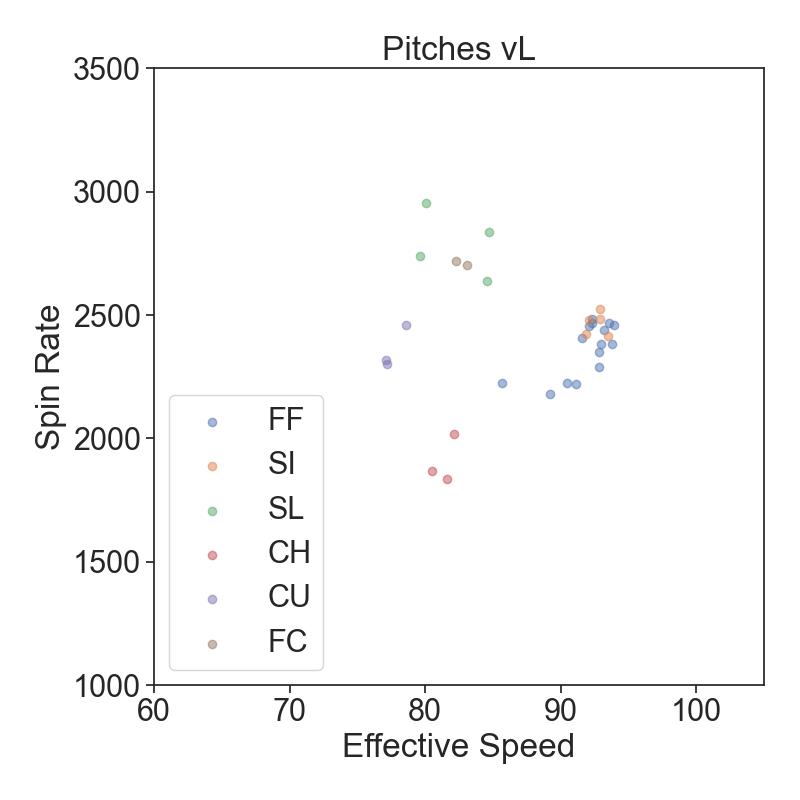 Pitches vL
3500
3000
2500
2000
1500
1000
Spin Rate
FF
SI
SL
CH
CU
FC
60 70 80 90 100
Effective Speed